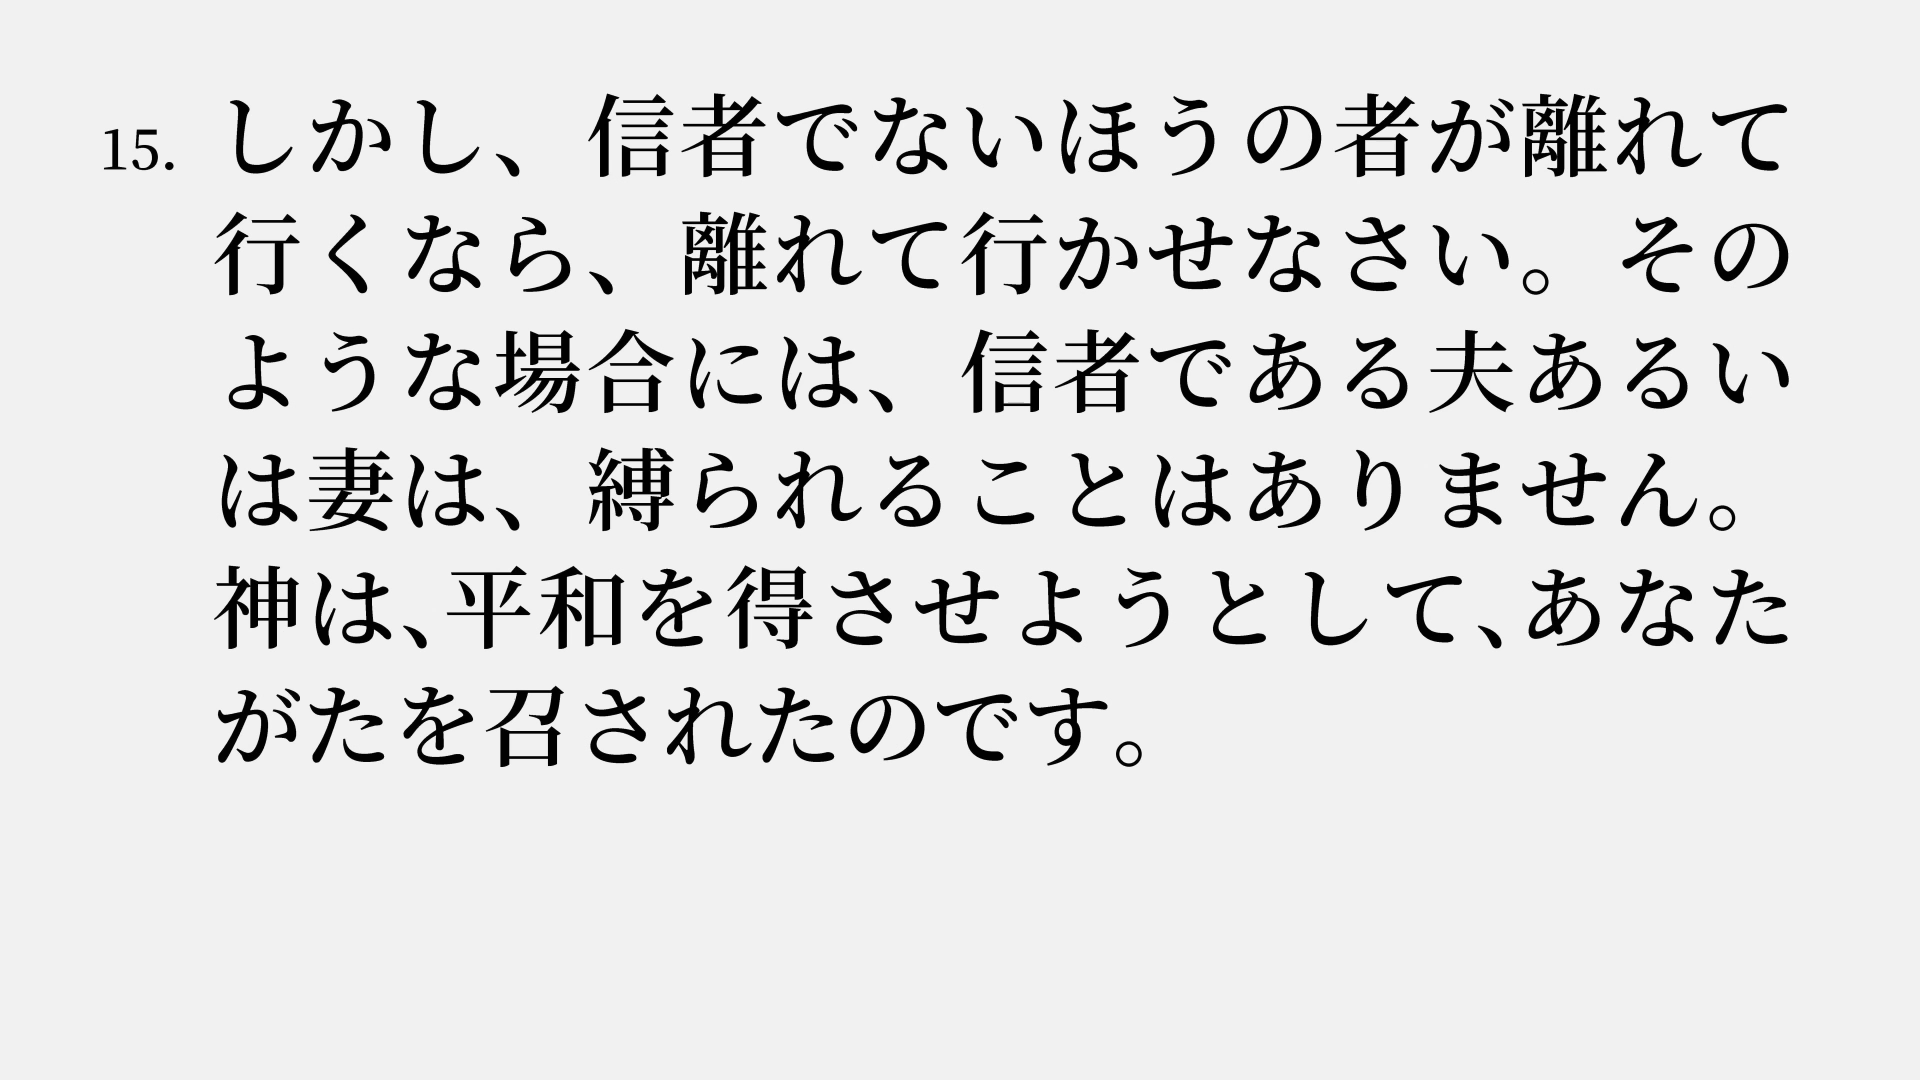 15. しかし、信者でないほうの者が離れて
行くなら、離れて行かせなさい。その
ような場合には、信者である夫あるい
は妻は、縛られることはありません。
神は、平和を得させようとして、あなた
がたを召されたのです。